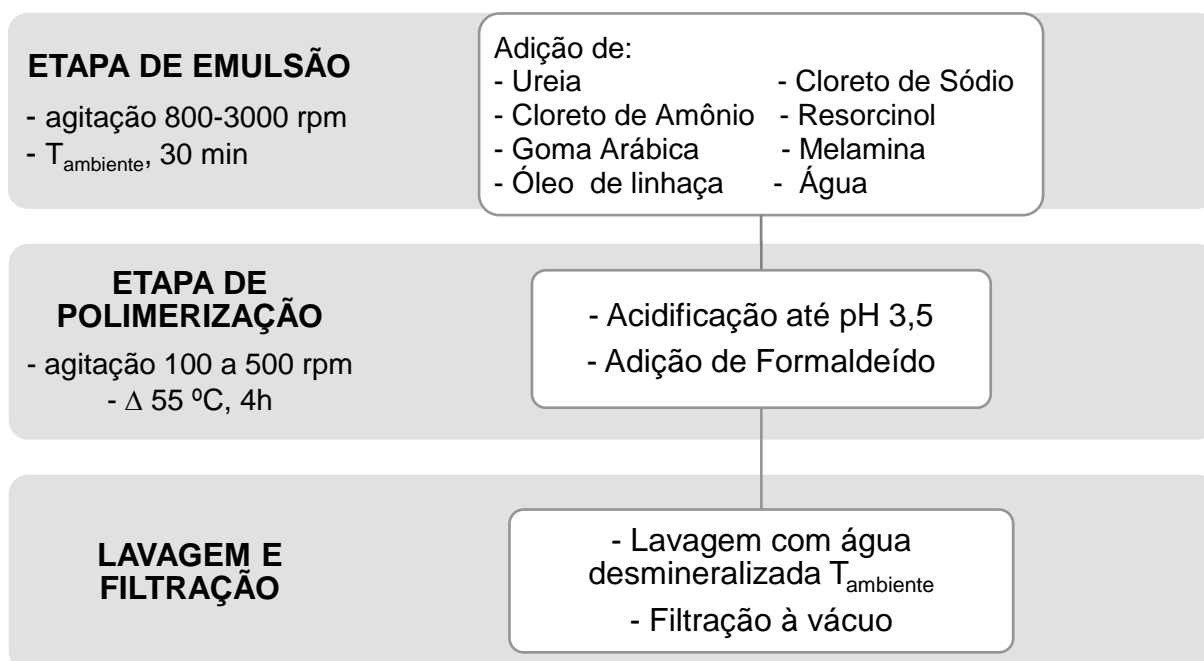 ETAPA DE EMULSÃO
- agitação 800-3000 rpm
- Tambiente, 30 min
Adição de:
- Ureia - Cloreto de Sódio
- Cloreto de Amônio - Resorcinol
- Goma Arábica - Melamina
- Óleo de linhaça - Água
ETAPA DE
POLIMERIZAÇÃO
- agitação 100 a 500 rpm
- Δ 55 ºC, 4h
- Acidificação até pH 3,5
- Adição de Formaldeído
LAVAGEM E
FILTRAÇÃO
- Lavagem com água
desmineralizada Tambiente
- Filtração à vácuo